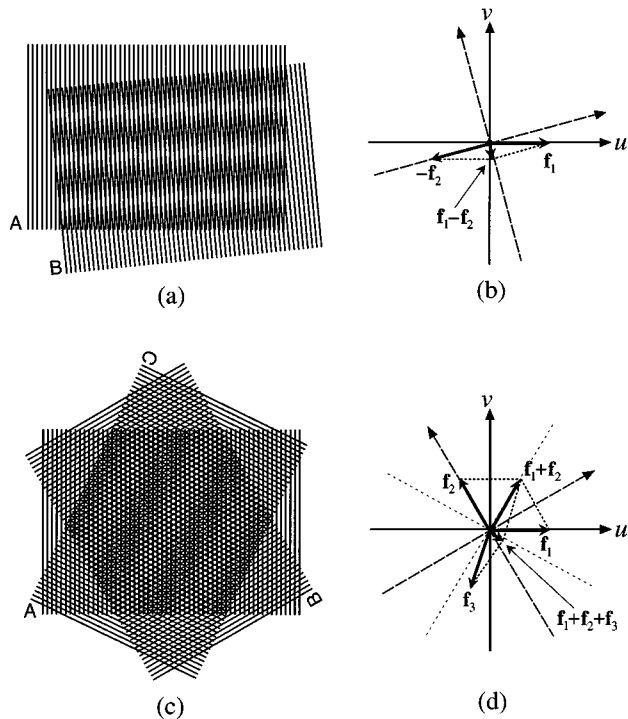 A
B
(a)
v
u
f₁
−f₂
f₁−f₂
(b)
C
A
B
(c)
v
u
f₂
f₁+f₂
f₁
f₃
f₁+f₂+f₃
(d)